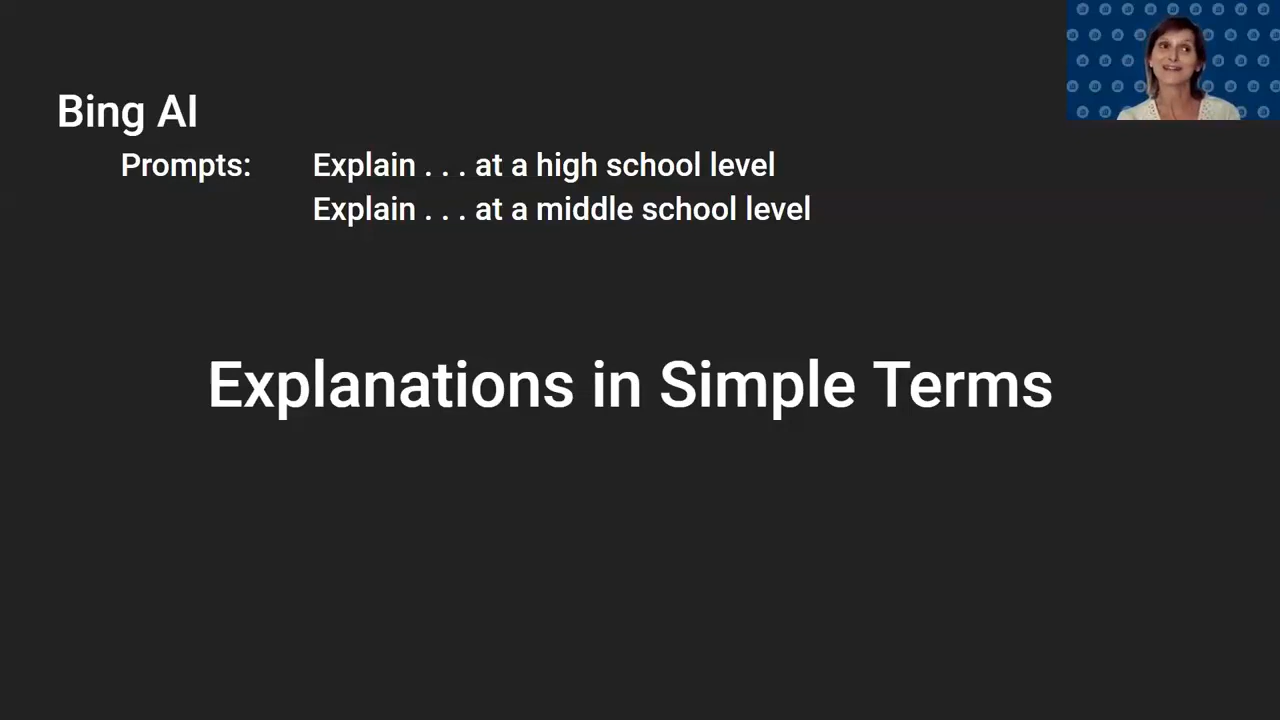 Bing AI
Prompts: Explain . . . at a high school level
Explain . . . at a middle school level
Explanations in Simple Terms